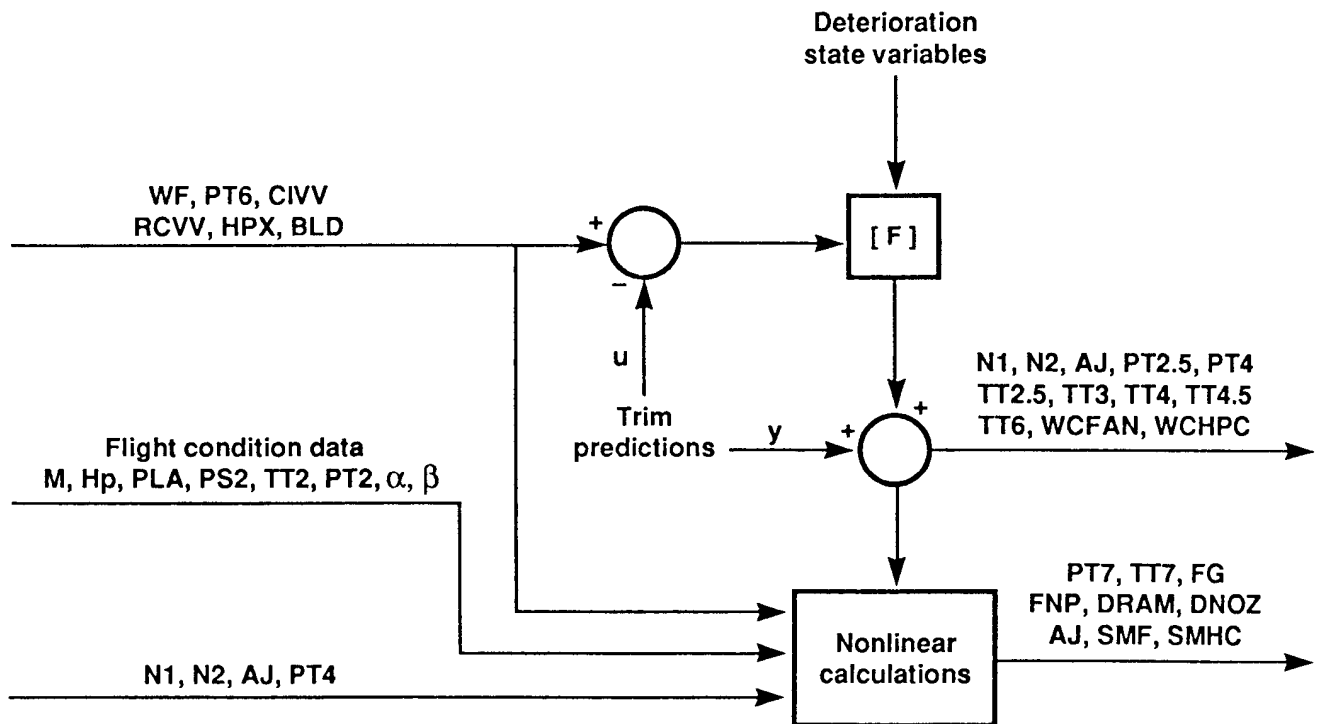 Deterioration
state variables
WF, PT6, CIVV
RCVV, HPX, BLD
+
−
[ F ]
u
Trim
predictions
y
+
+
N1, N2, AJ, PT2.5, PT4
TT2.5, TT3, TT4, TT4.5
TT6, WCFAN, WCHPC
Flight condition data
M, Hp, PLA, PS2, TT2, PT2, α, β
N1, N2, AJ, PT4
Nonlinear
calculations
PT7, TT7, FG
FNP, DRAM, DNOZ
AJ, SMF, SMHC